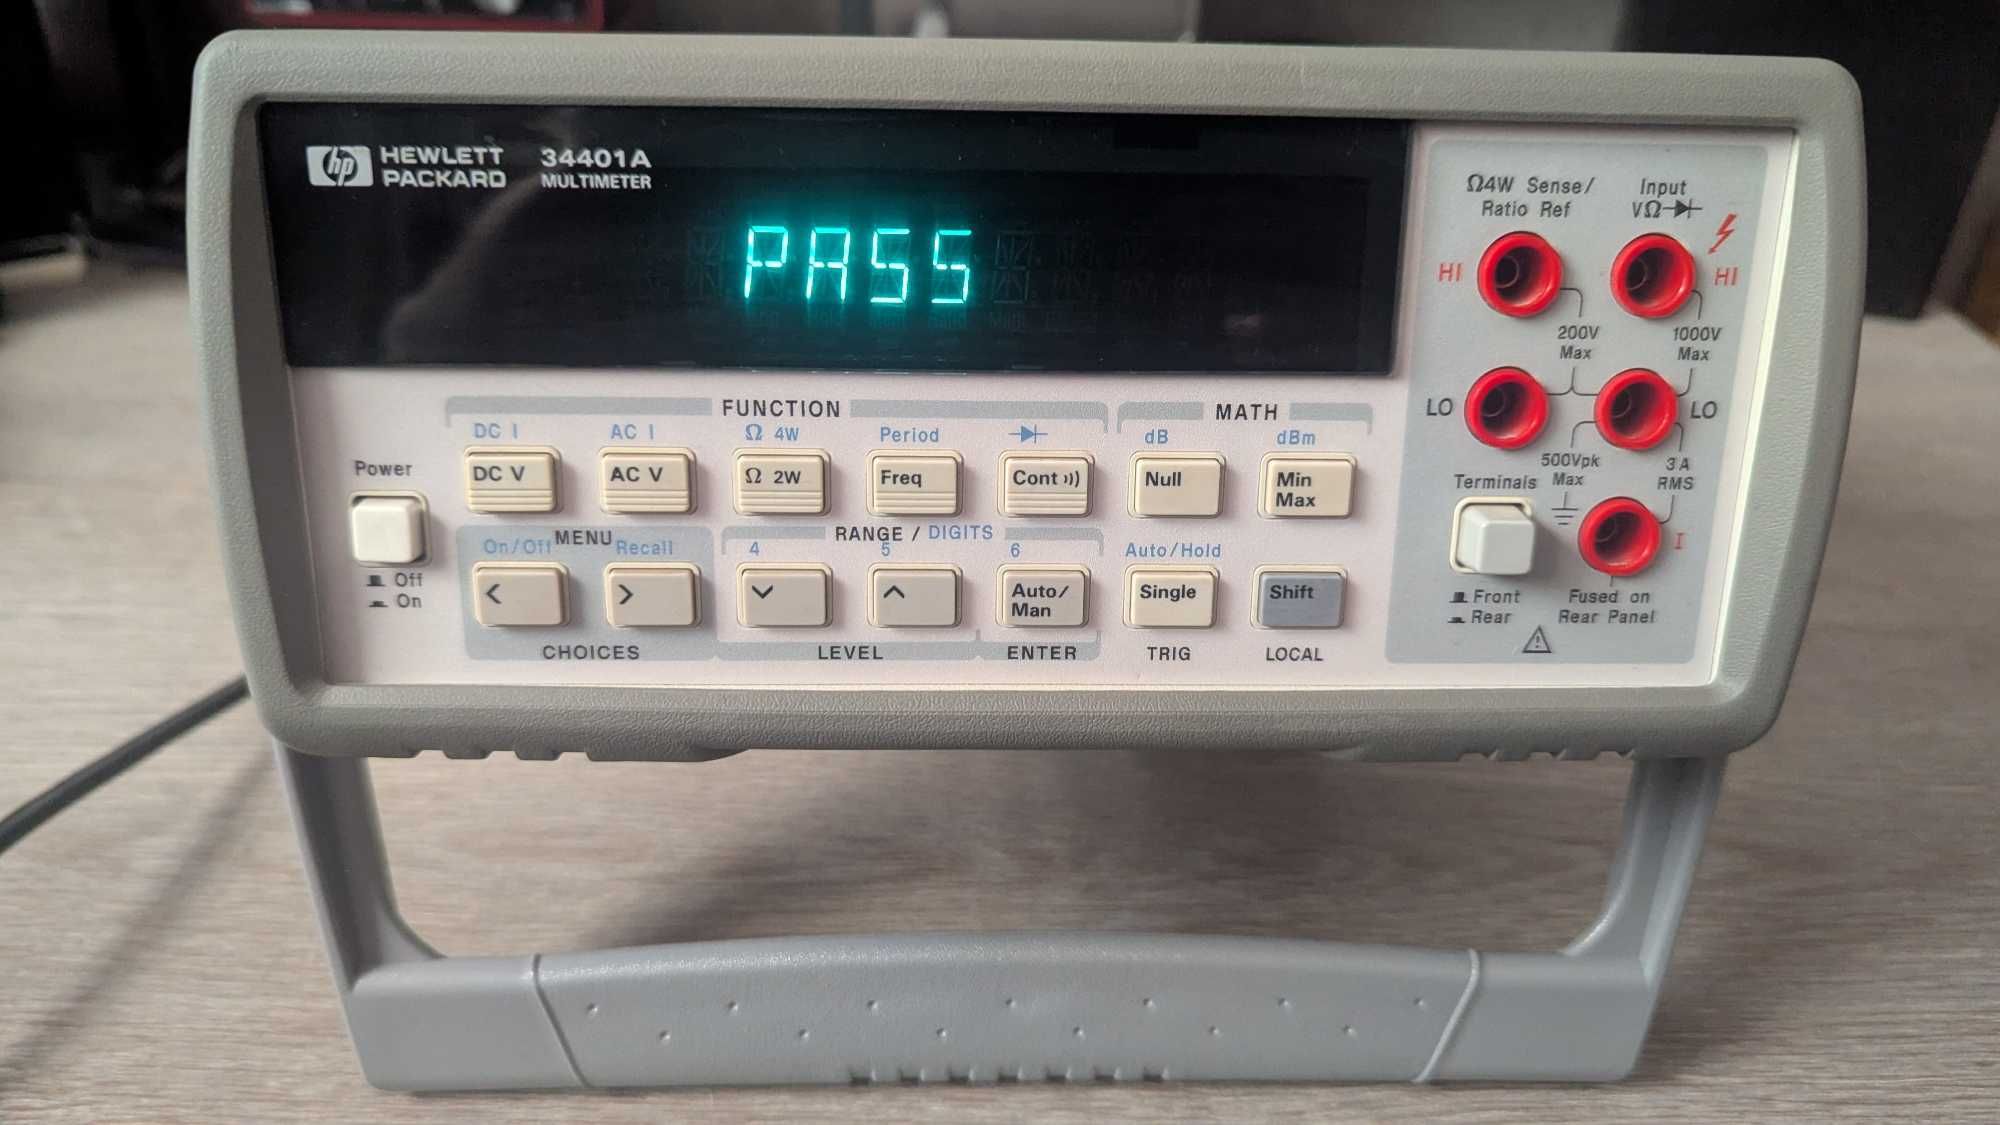 hp HEWLETT PACKARD 34401A MULTIMETER
PASS
FUNCTION MATH
DC I AC I Ω 4W Period dB dBm
Power DC V AC V Ω 2W Freq Cont Null Min Max
MENU RANGE / DIGITS
On/Off Recall 4 5 6 Auto/Hold
Off
On
< > Auto/ Man Single Shift
CHOICES LEVEL ENTER TRIG LOCAL
Ω4W Sense/ Ratio Ref
Input VΩ
HI HI
200V Max
1000V Max
LO LO
500Vpk Max
3A RMS
Terminals
I
Front
Rear
Fused on Rear Panel